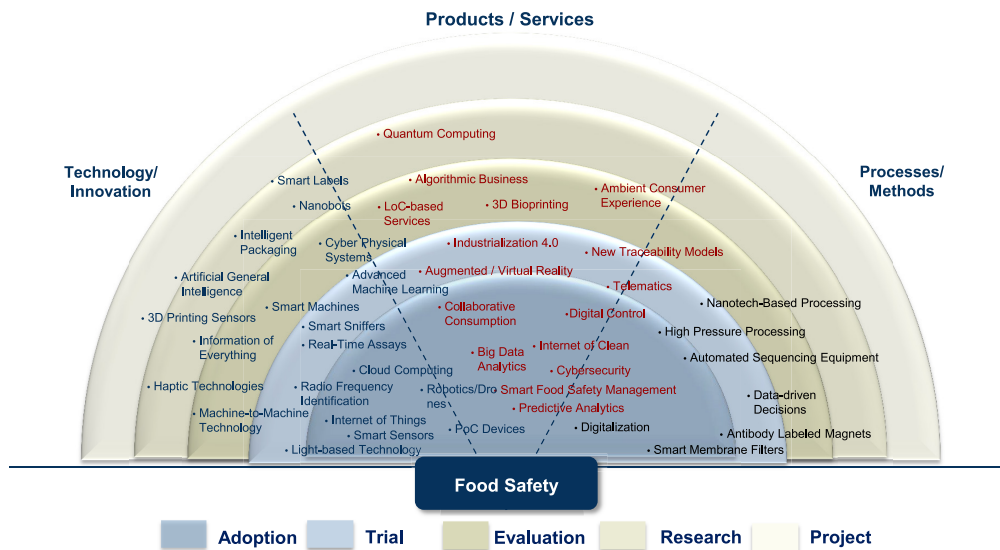 Products / Services
Technology/
Innovation
Processes/
Methods
• Quantum Computing
• Smart Labels
• Algorithmic Business
• Ambient Consumer
Experience
• Nanobots
• LoC-based
Services
• 3D Bioprinting
• Intelligent
Packaging
• Cyber Physical
Systems
• Industrialization 4.0
• New Traceability Models
• Artificial General
Intelligence
• Advanced
Machine Learning
• Augmented / Virtual Reality
• Telematics
• 3D Printing Sensors
• Smart Machines
• Collaborative
Consumption
• Digital Control
• Nanotech-Based Processing
• Smart Sniffers
• High Pressure Processing
• Information of
Everything
• Real-Time Assays
• Big Data
Analytics
• Internet of Clean
• Automated Sequencing Equipment
• Cloud Computing
• Cybersecurity
• Haptic Technologies
• Radio Frequency
Identification
• Robotics/Dro
nes
• Smart Food Safety Management
• Data-driven
Decisions
• Machine-to-Machine
Technology
• Predictive Analytics
• Internet of Things
• Smart Sensors
• PoC Devices
• Digitalization
• Antibody Labeled Magnets
• Light-based Technology
• Smart Membrane Filters
Food Safety
Adoption
Trial
Evaluation
Research
Project